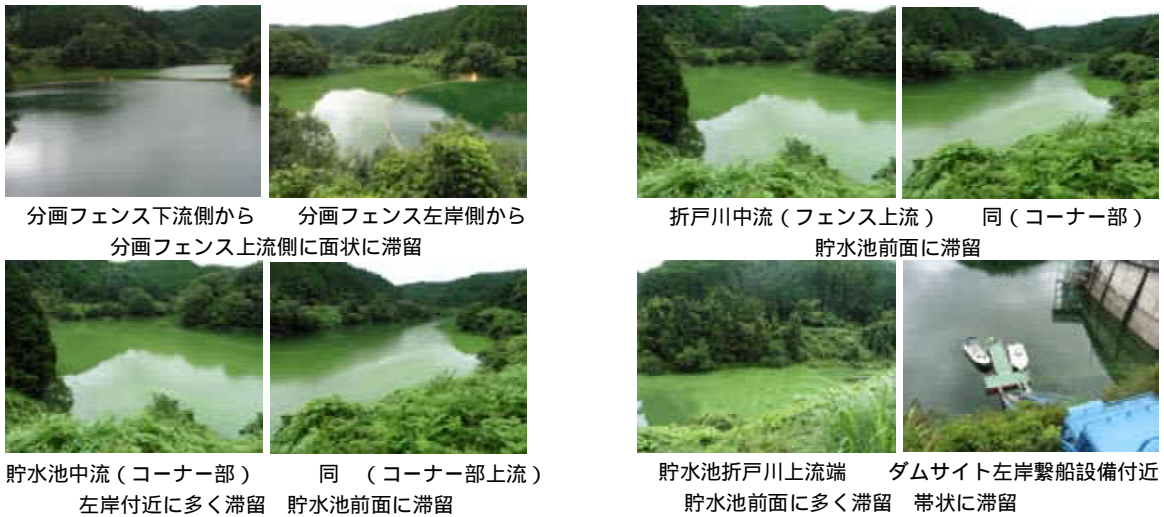 分画フェンス下流側から　分画フェンス左岸側から
分画フェンス上流側に面状に滞留
折戸川中流（フェンス上流）　同（コーナー部）
貯水池前面に滞留
貯水池中流（コーナー部）　同　（コーナー部上流）
左岸付近に多く滞留　貯水池前面に滞留
貯水池折戸川上流端　ダムサイト左岸繋船設備付近
貯水池前面に多く滞留　帯状に滞留